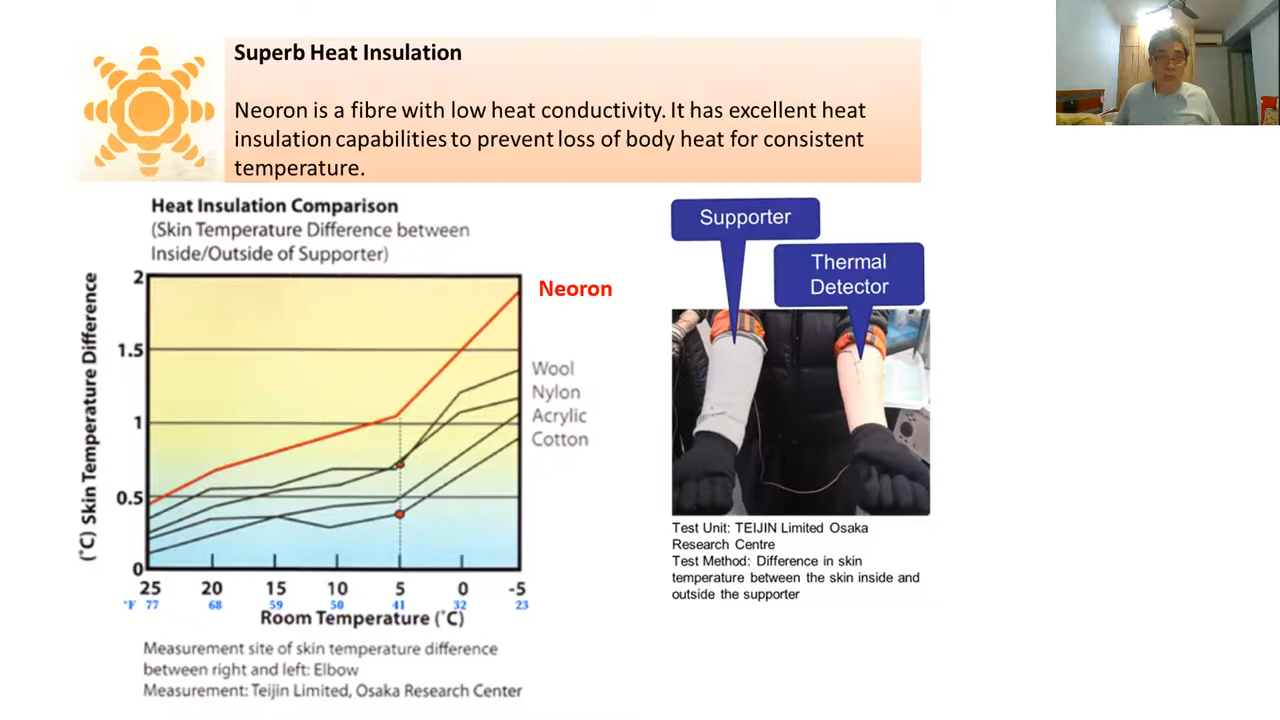 Superb Heat Insulation
Neoron is a fibre with low heat conductivity. It has excellent heat
insulation capabilities to prevent loss of body heat for consistent
temperature.
Heat Insulation Comparison
(Skin Temperature Difference between
Inside/Outside of Supporter)
(˚C) Skin Temperature Difference
2
1.5
1
0.5
0
Neoron
Wool
Nylon
Acrylic
Cotton
25 20 15 10 5 0 -5
°F 77 68 59 50 41 32 23
Room Temperature (˚C)
Measurement site of skin temperature difference
between right and left: Elbow
Measurement: Teijin Limited, Osaka Research Center
Supporter
Thermal
Detector
Test Unit: TEIJIN Limited Osaka
Research Centre
Test Method: Difference in skin
temperature between the skin inside and
outside the supporter